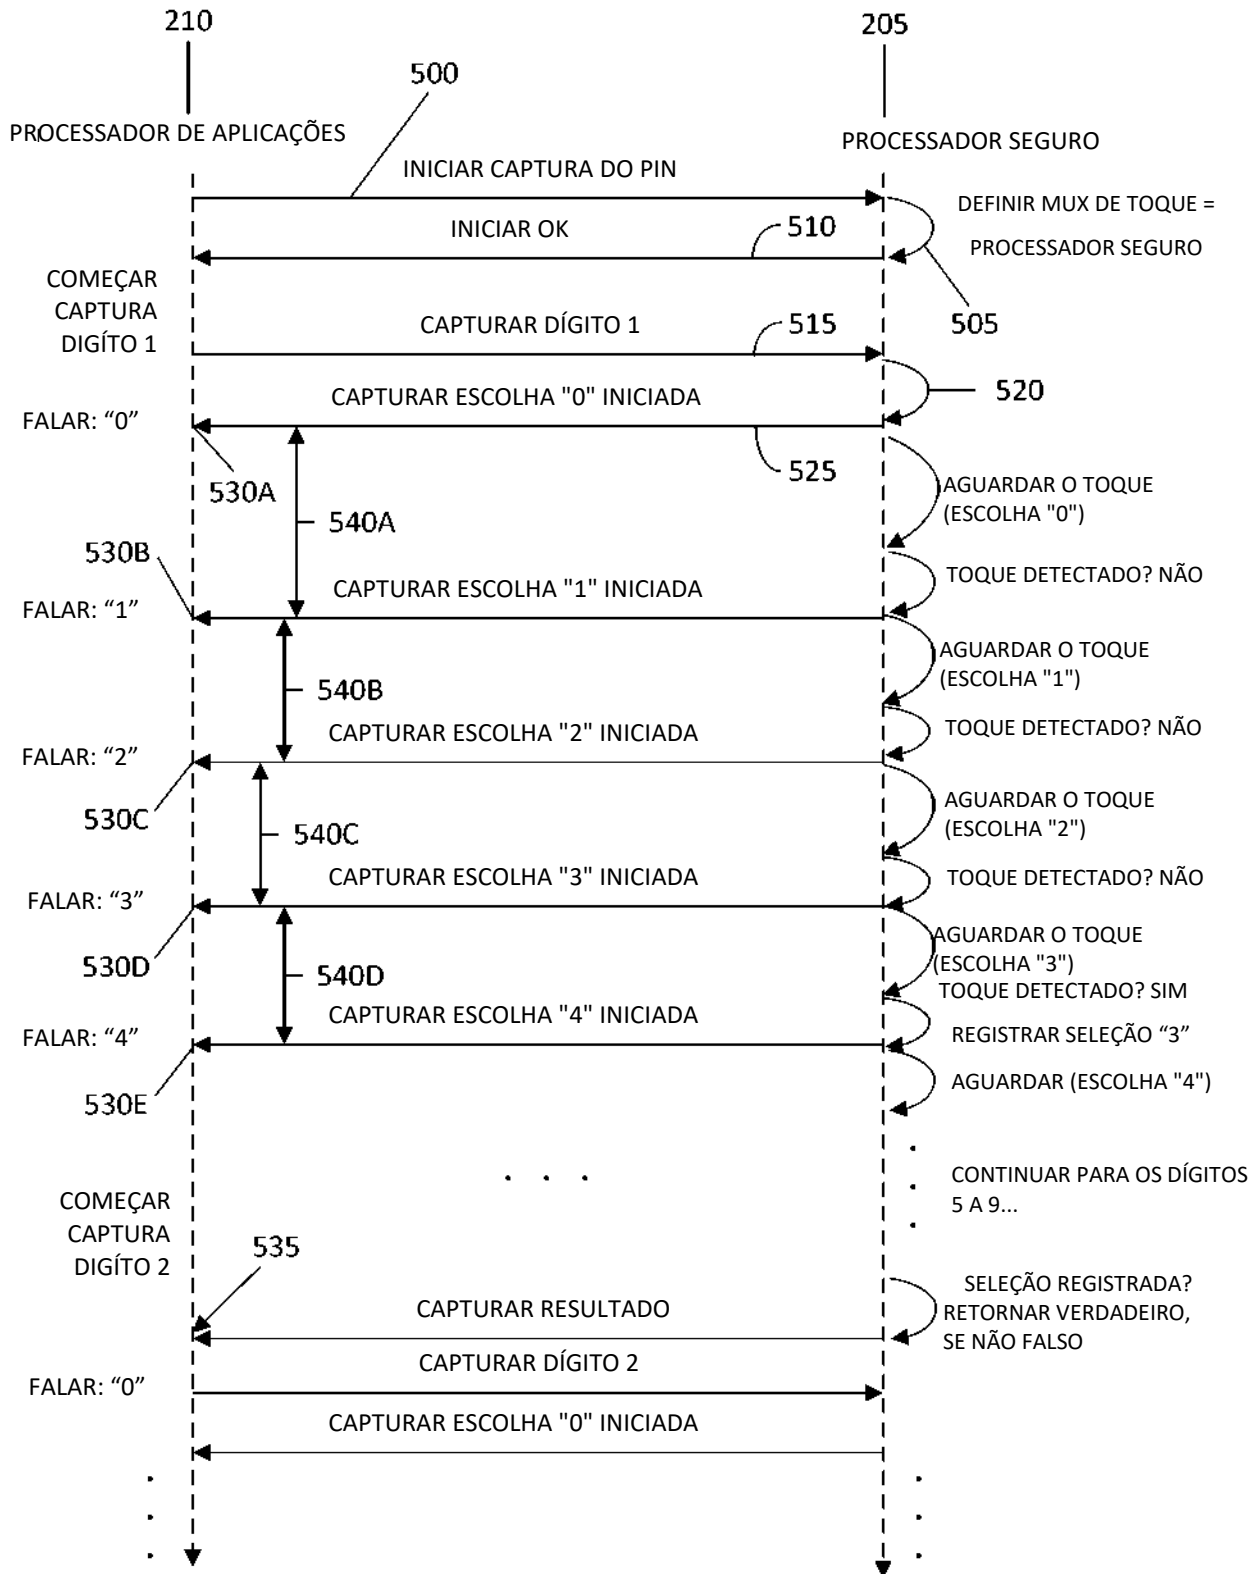 210
205
500
PROCESSADOR DE APLICAÇÕES
PROCESSADOR SEGURO
INICIAR CAPTURA DO PIN
DEFINIR MUX DE TOQUE =
PROCESSADOR SEGURO
INICIAR OK
510
505
COMEÇAR
CAPTURA
DIGÍTO 1
CAPTURAR DÍGITO 1
515
520
CAPTURAR ESCOLHA "0" INICIADA
FALAR: “0”
530A
525
540A
AGUARDAR O TOQUE
(ESCOLHA "0")
530B
TOQUE DETECTADO? NÃO
CAPTURAR ESCOLHA "1" INICIADA
FALAR: “1”
AGUARDAR O TOQUE
(ESCOLHA "1")
540B
CAPTURAR ESCOLHA "2" INICIADA
TOQUE DETECTADO? NÃO
FALAR: “2”
530C
540C
AGUARDAR O TOQUE
(ESCOLHA "2")
CAPTURAR ESCOLHA "3" INICIADA
TOQUE DETECTADO? NÃO
FALAR: “3”
530D
540D
AGUARDAR O TOQUE
(ESCOLHA "3")
TOQUE DETECTADO? SIM
CAPTURAR ESCOLHA "4" INICIADA
FALAR: “4”
REGISTRAR SELEÇÃO “3”
530E
AGUARDAR (ESCOLHA "4")
. . .
CONTINUAR PARA OS DÍGITOS
5 A 9...
COMEÇAR
CAPTURA
DIGÍTO 2
535
SELEÇÃO REGISTRADA?
RETORNAR VERDADEIRO,
SE NÃO FALSO
CAPTURAR RESULTADO
CAPTURAR DÍGITO 2
FALAR: “0”
CAPTURAR ESCOLHA "0" INICIADA